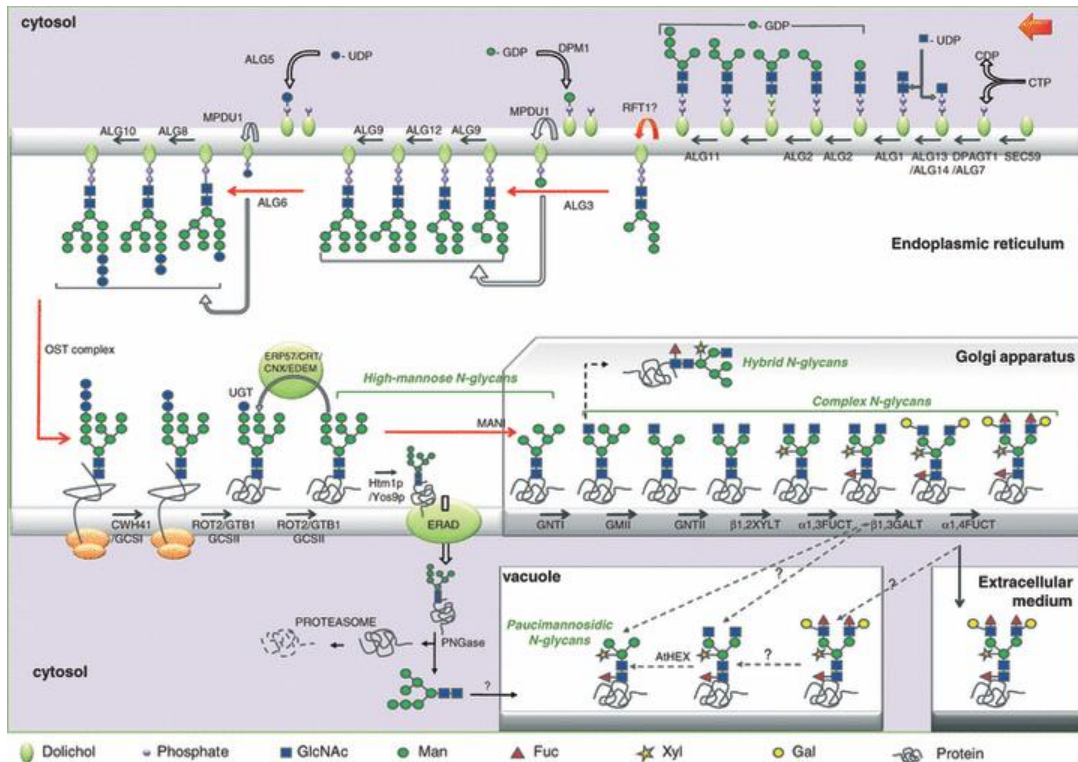 cytosol
ALG5
- UDP
- GDP
DPM1
- GDP
- UDP
CDP
CTP
MPDU1
MPDU1
RFT1?
ALG10
ALG8
ALG9
ALG12
ALG9
ALG11
ALG2
ALG2
ALG1
ALG13
/ALG14
DPAGT1
/ALG7
SEC59
ALG6
ALG3
Endoplasmic reticulum
OST complex
ERP57/CRT/
CNX/EDEM
UGT
High-mannose N-glycans
MANI
Hybrid N-glycans
Golgi apparatus
Complex N-glycans
Htm1p
/Yos9p
ERAD
CWH41
/GCSI
ROT2/GTB1
GCSII
ROT2/GTB1
GCSII
GNTI
GMII
GNTII
β1,2XYLT
α1,3FUCT
β1,3GALT
α1,4FUCT
vacuole
?
?
Extracellular
medium
Paucimannosidic
N-glycans
PROTEASOME
PNGase
AtHEX
?
cytosol
?
Dolichol
Phosphate
GlcNAc
Man
Fuc
Xyl
Gal
Protein